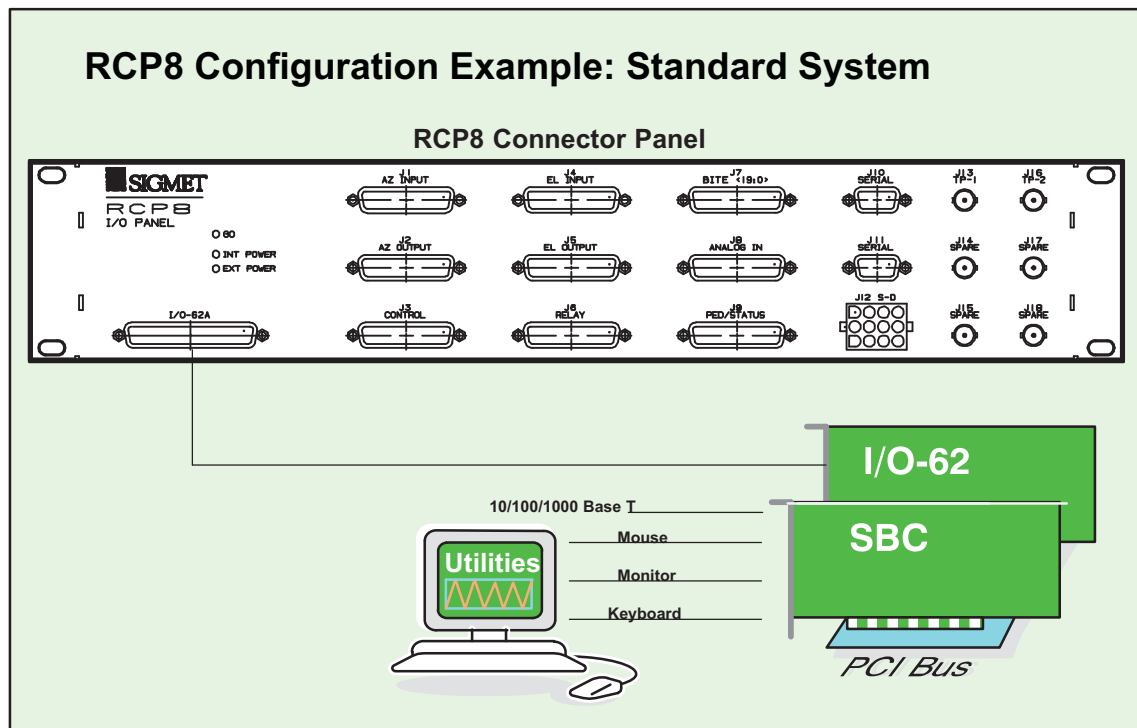 RCP8 Configuration Example: Standard System
RCP8 Connector Panel
SIGMET
RCP8
I/O PANEL
GO
INT POWER
EXT POWER
I/O-62A
J1
AZ INPUT
J4
EL INPUT
J7
BITE <19:0>
J10
SERIAL
J13
TP-1
J16
TP-2
J2
AZ OUTPUT
J5
EL OUTPUT
J8
ANALOG IN
J11
SERIAL
J14
SPARE
J17
SPARE
J3
CONTROL
J6
RELAY
J9
PED/STATUS
J12 S-D
J15
SPARE
J18
SPARE
I/O-62
10/100/1000 Base T
SBC
Mouse
Utilities
Monitor
Keyboard
PCI Bus